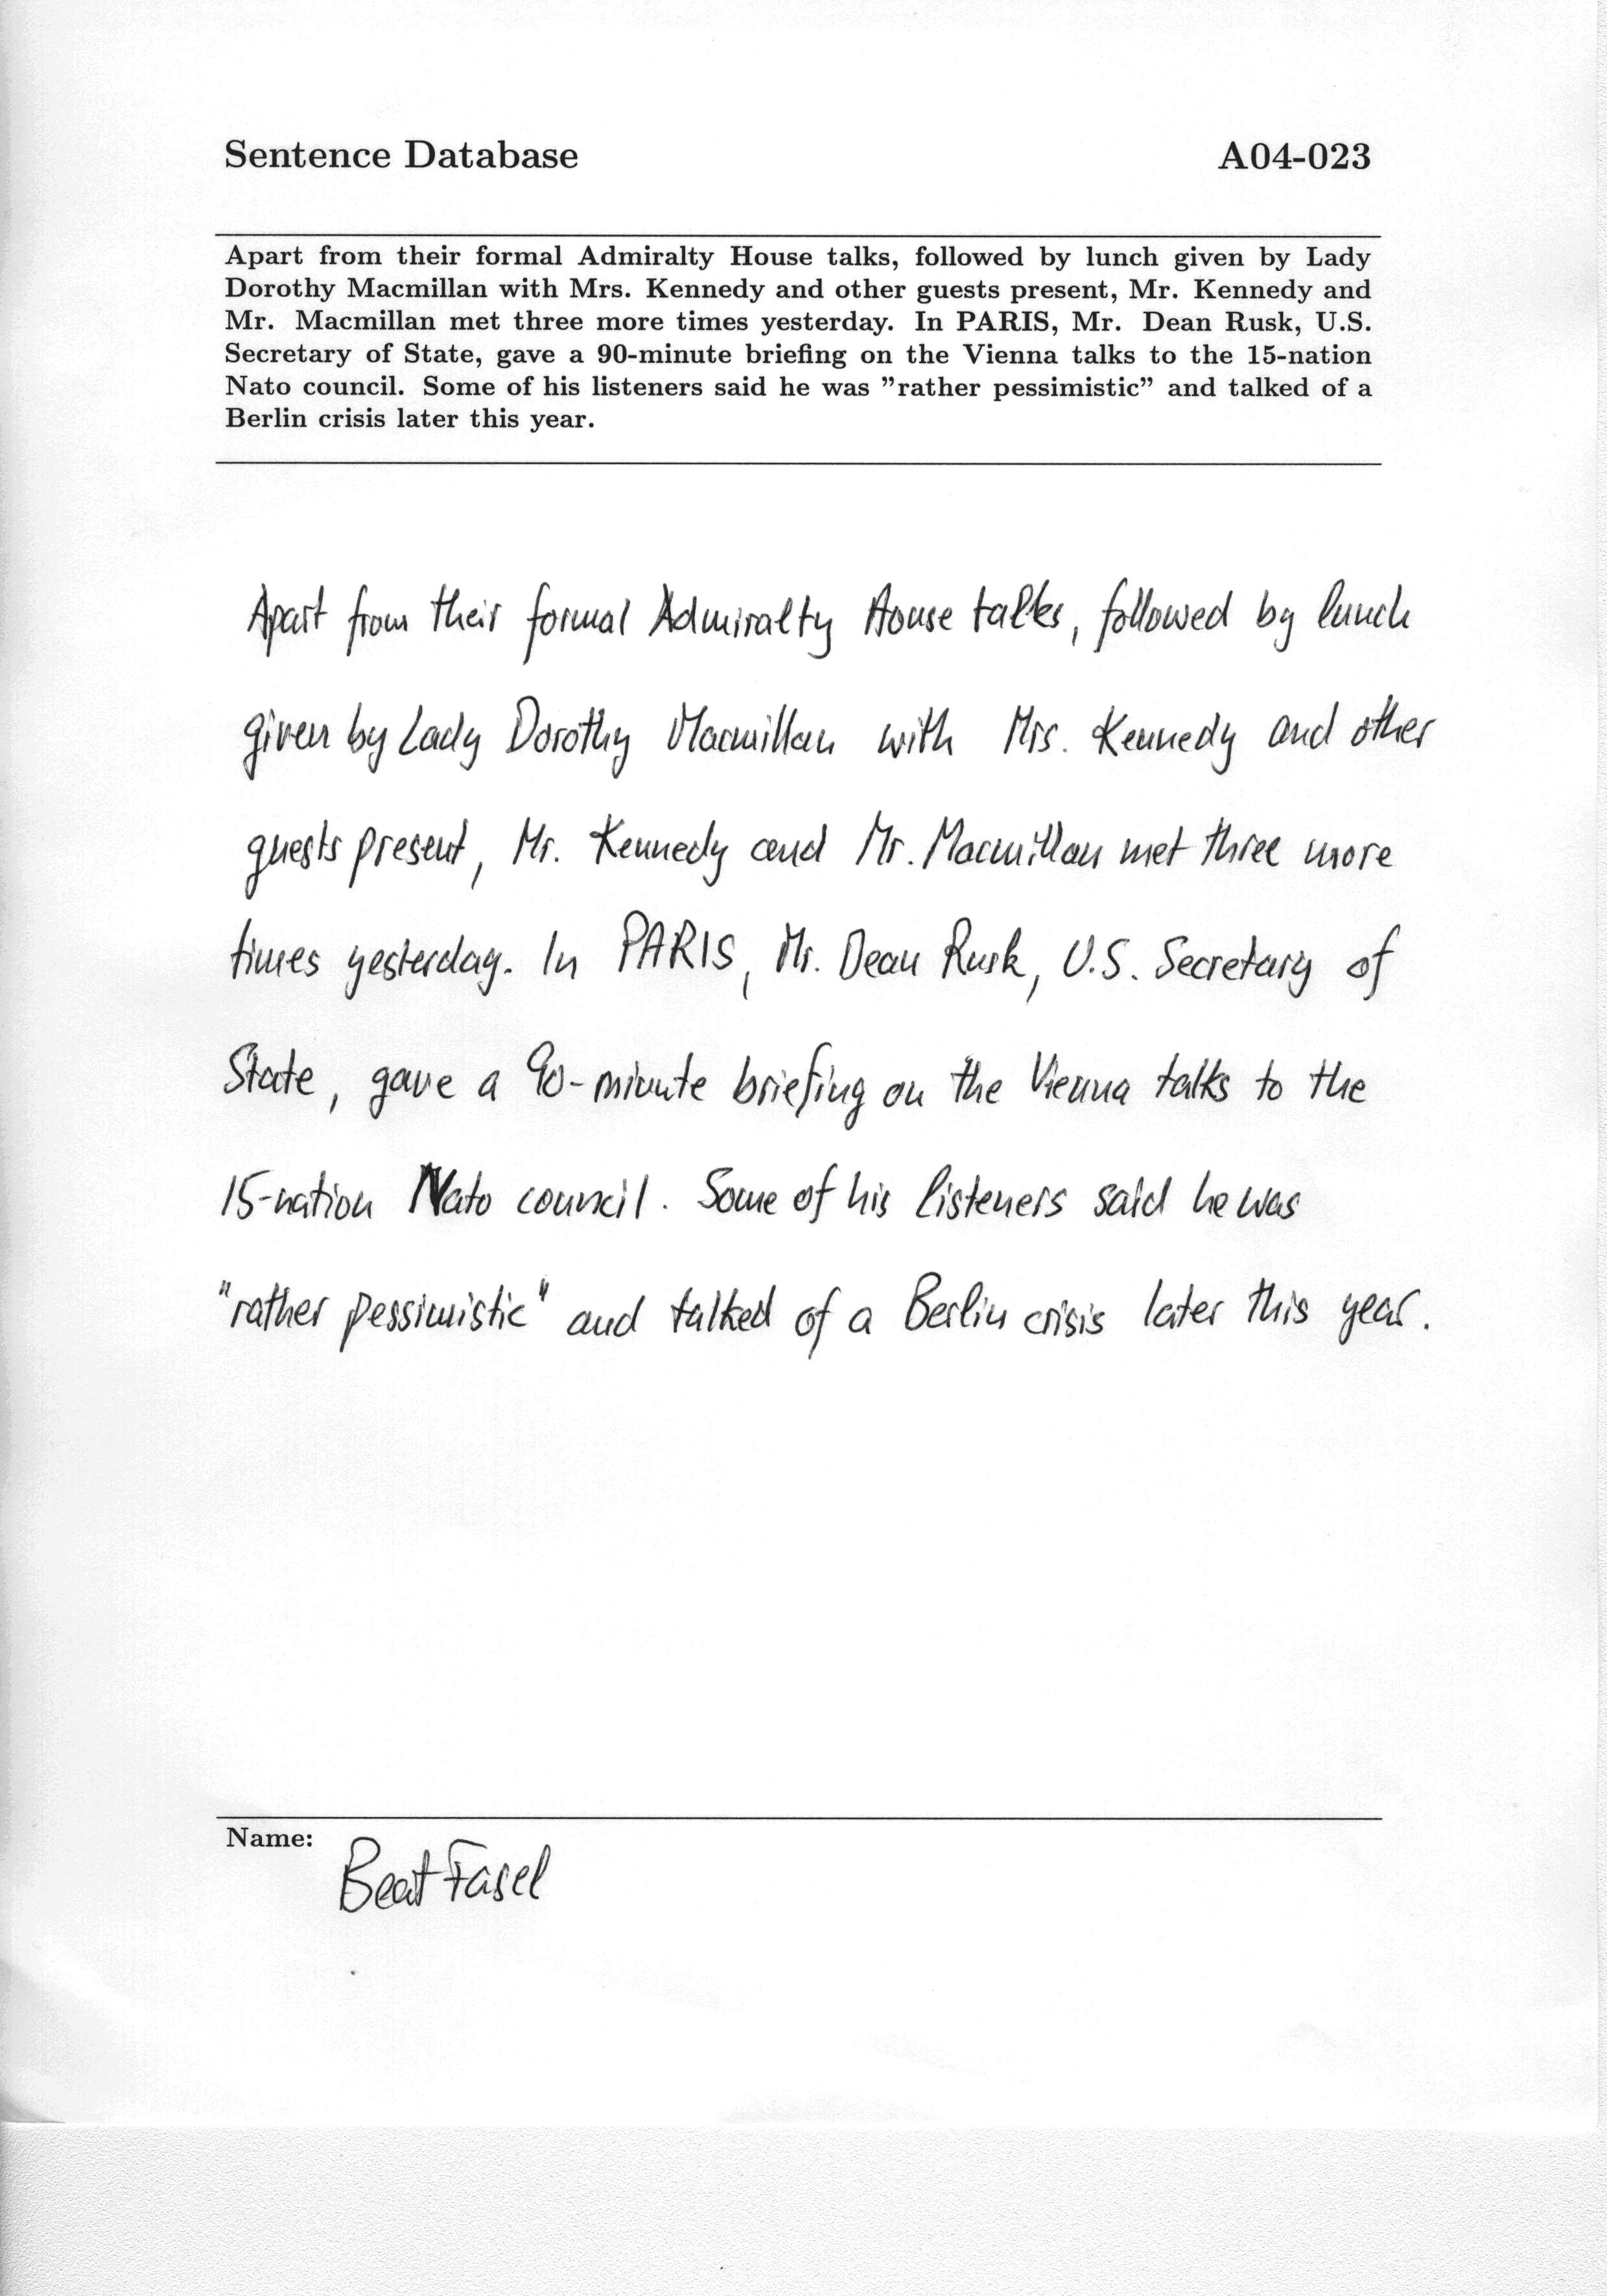 Sentence Database A04-023
Apart from their formal Admiralty House talks, followed by lunch given by Lady
Dorothy Macmillan with Mrs. Kennedy and other guests present, Mr. Kennedy and
Mr. Macmillan met three more times yesterday. In PARIS, Mr. Dean Rusk, U.S.
Secretary of State, gave a 90-minute briefing on the Vienna talks to the 15-nation
Nato council. Some of his listeners said he was ”rather pessimistic” and talked of a
Berlin crisis later this year.
Apart from their formal Admiralty House talks, followed by lunch
given by Lady Dorothy Macmillan with Mrs. Kennedy and other
guests present, Mr. Kennedy and Mr. Macmillan met three more
times yesterday. In PARIS, Mr. Dean Rusk, U.S. Secretary of
State, gave a 90-minute briefing on the Vienna talks to the
15-nation Nato council. Some of his listeners said he was
"rather pessimistic" and talked of a Berlin crisis later this year.
Name:
Beat Fasel